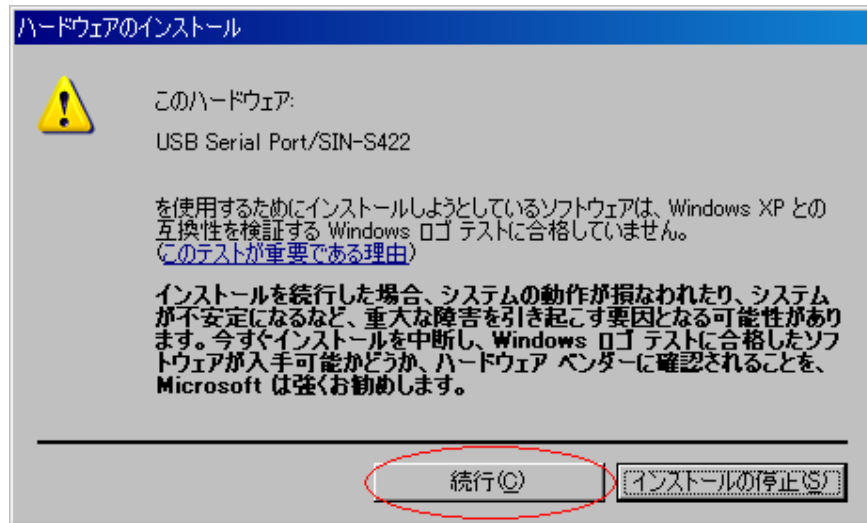 ハードウェアのインストール
このハードウェア:
USB Serial Port/SIN-S422
を使用するためにインストールしようとしているソフトウェアは、Windows XP との
互換性を検証する Windows ロゴ テストに合格していません。
(このテストが重要である理由)
インストールを続行した場合、システムの動作が損なわれたり、システム
が不安定になるなど、重大な障害を引き起こす要因となる可能性があり
ます。今すぐインストールを中断し、Windows ロゴ テストに合格したソフ
トウェアが入手可能かどうか、ハードウェア ベンダーに確認されることを、
Microsoft は強くお勧めします。
続行(C)
インストールの停止(S)